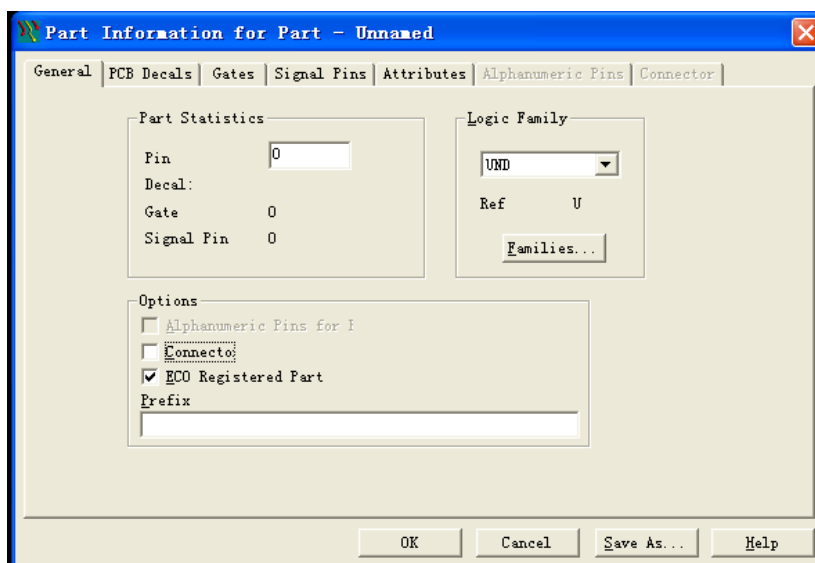 Part Information for Part - Unnamed
General PCB Decals Gates Signal Pins Attributes Alphanumeric Pins Connector
Part Statistics
Pin 0
Decal:
Gate 0
Signal Pin 0
Logic Family
UND
Ref U
Families...
Options
Alphanumeric Pins for I
Connecto
ECO Registered Part
Prefix
OK Cancel Save As... Help